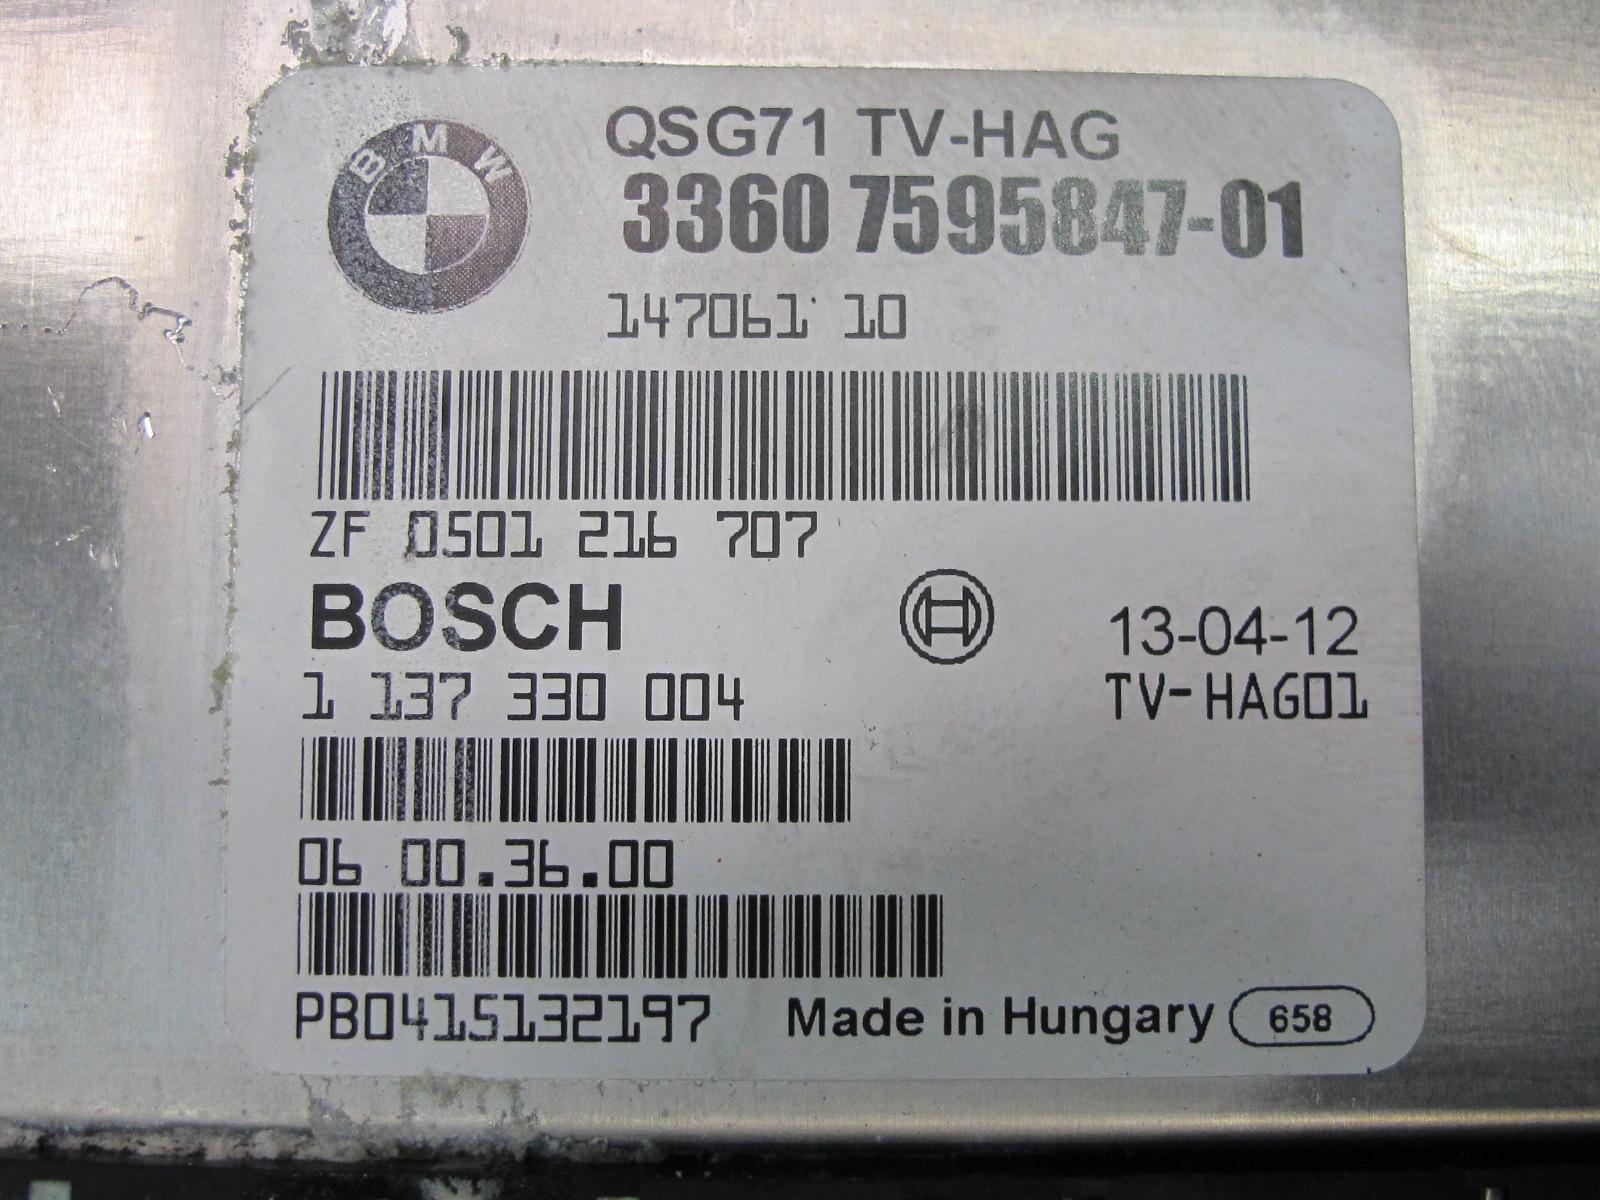 BMW
QSG71 TV-HAG
3360 7595847-01
147061 10
ZF 0501 216 707
BOSCH
13-04-12
1 137 330 004
TV-HAG01
06 00.36.00
PB0415132197
Made in Hungary 658